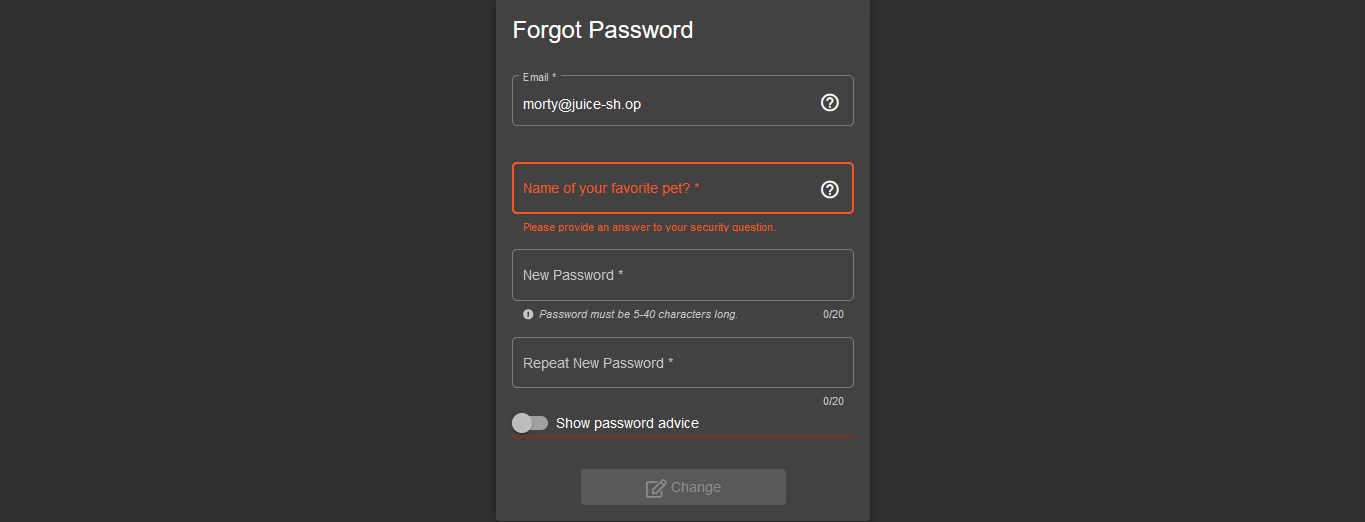 Forgot Password
Email *
morty@juice-sh.op
Name of your favorite pet? *
Please provide an answer to your security question.
New Password *
Password must be 5-40 characters long. 0/20
Repeat New Password *
0/20
Show password advice
Change